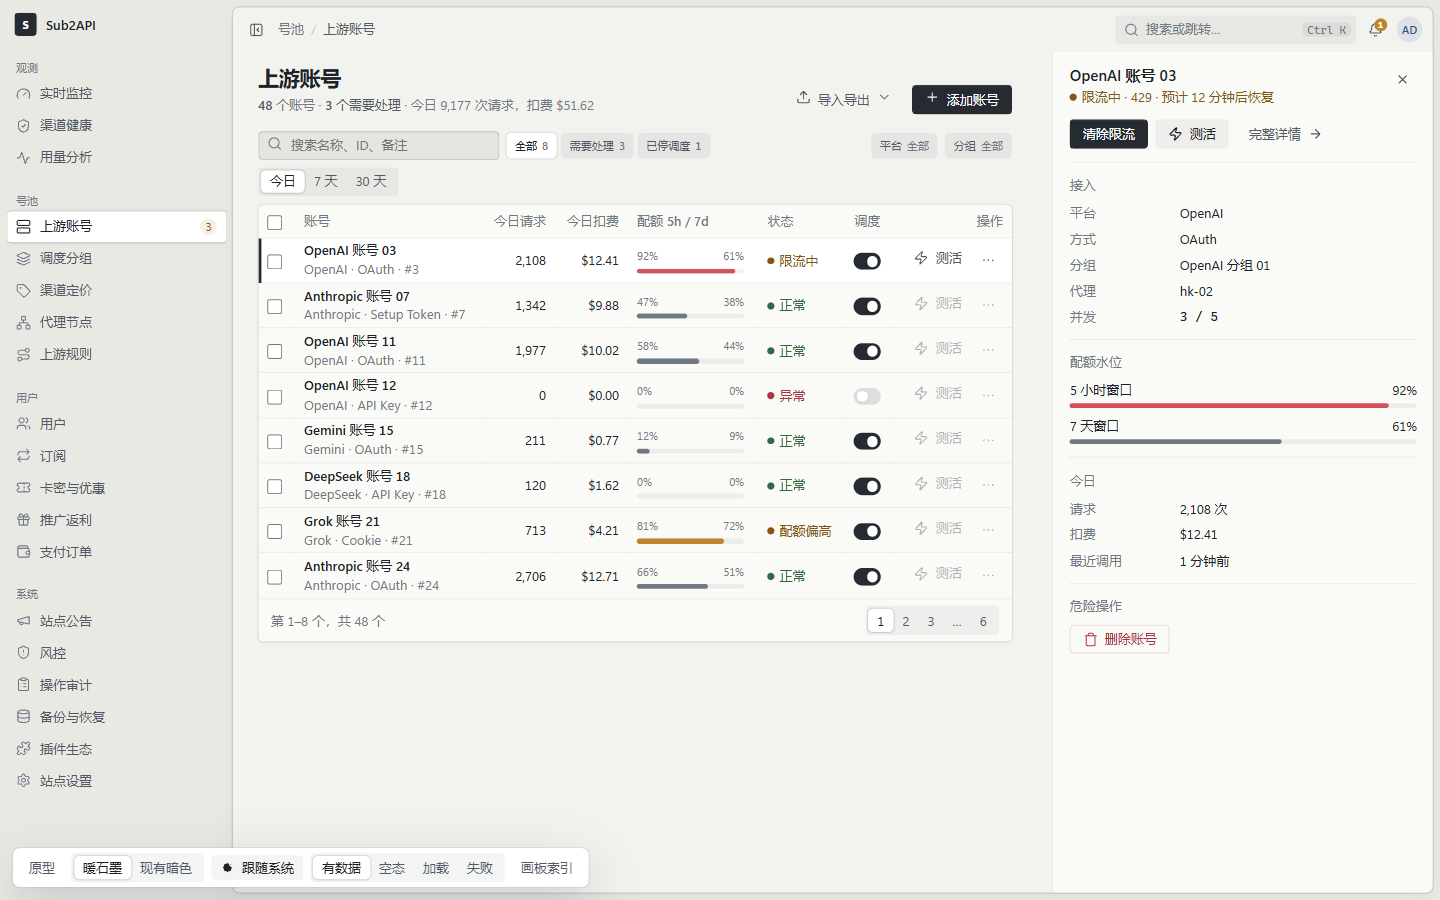 S Sub2API
观测
实时监控
渠道健康
用量分析
号池
上游账号 3
调度分组
渠道定价
代理节点
上游规则
用户
用户
订阅
卡密与优惠
推广返利
支付订单
系统
站点公告
风控
操作审计
备份与恢复
插件生态
站点设置
号池 / 上游账号
搜索或跳转... Ctrl K
1
AD
上游账号
48 个账号 · 3 个需要处理 · 今日 9,177 次请求，扣费 $51.62
导入导出
+ 添加账号
搜索名称、ID、备注
全部 8
需要处理 3
已停调度 1
平台 全部
分组 全部
今日 7 天 30 天
账号 今日请求 今日扣费 配额 5h / 7d 状态 调度 操作
OpenAI 账号 03
OpenAI · OAuth · #3
2,108 $12.41 92% 61% 限流中 测活 ...
Anthropic 账号 07
Anthropic · Setup Token · #7
1,342 $9.88 47% 38% 正常 测活 ...
OpenAI 账号 11
OpenAI · OAuth · #11
1,977 $10.02 58% 44% 正常 测活 ...
OpenAI 账号 12
OpenAI · API Key · #12
0 $0.00 0% 0% 异常 测活 ...
Gemini 账号 15
Gemini · OAuth · #15
211 $0.77 12% 9% 正常 测活 ...
DeepSeek 账号 18
DeepSeek · API Key · #18
120 $1.62 0% 0% 正常 测活 ...
Grok 账号 21
Grok · Cookie · #21
713 $4.21 81% 72% 配额偏高 测活 ...
Anthropic 账号 24
Anthropic · OAuth · #24
2,706 $12.71 66% 51% 正常 测活 ...
第 1–8 个，共 48 个
1 2 3 ... 6
OpenAI 账号 03
限流中 · 429 · 预计 12 分钟后恢复
清除限流 测活 完整详情 →
接入
平台 OpenAI
方式 OAuth
分组 OpenAI 分组 01
代理 hk-02
并发 3 / 5
配额水位
5 小时窗口 92%
7 天窗口 61%
今日
请求 2,108 次
扣费 $12.41
最近调用 1 分钟前
危险操作
删除账号
原型 暖石墨 现有暗色 跟随系统 有数据 空态 加载 失败 画板索引